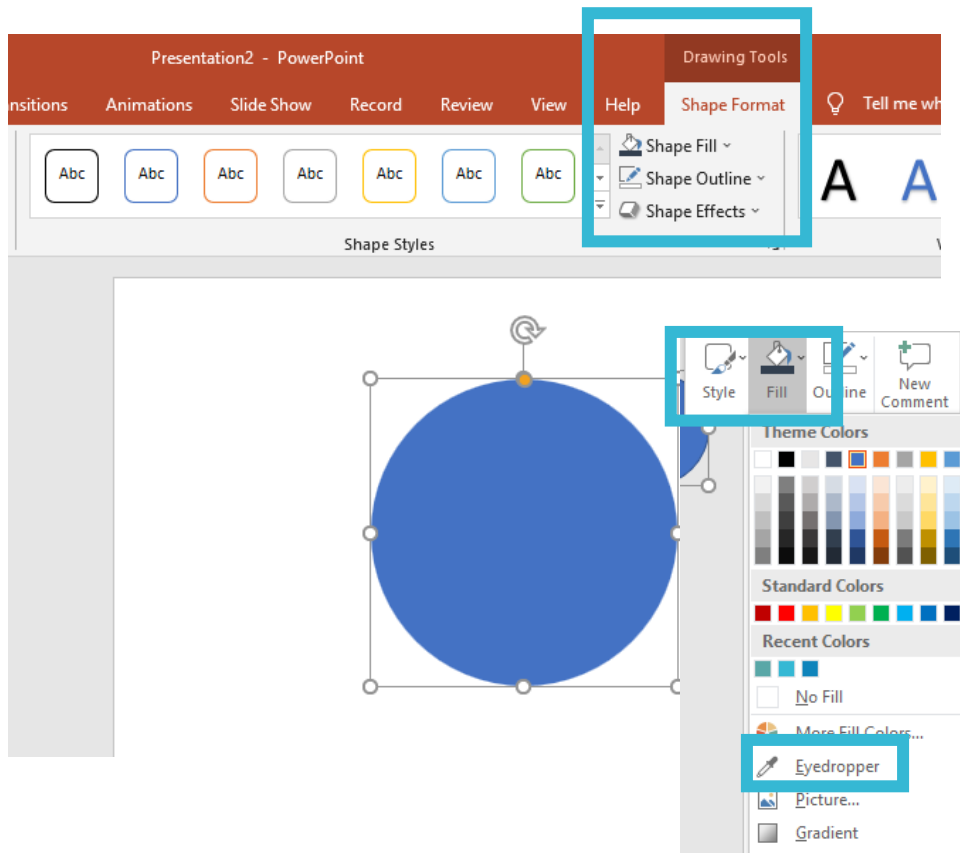 Presentation2 - PowerPoint
Drawing Tools
nsitions Animations Slide Show Record Review View Help Shape Format Tell me wh
Abc Abc Abc Abc Abc Abc Abc
Shape Fill
Shape Outline
Shape Effects
A A
Shape Styles
Style Fill Outline New Comment
Theme Colors
Standard Colors
Recent Colors
No Fill
More Fill Colors...
Eyedropper
Picture...
Gradient